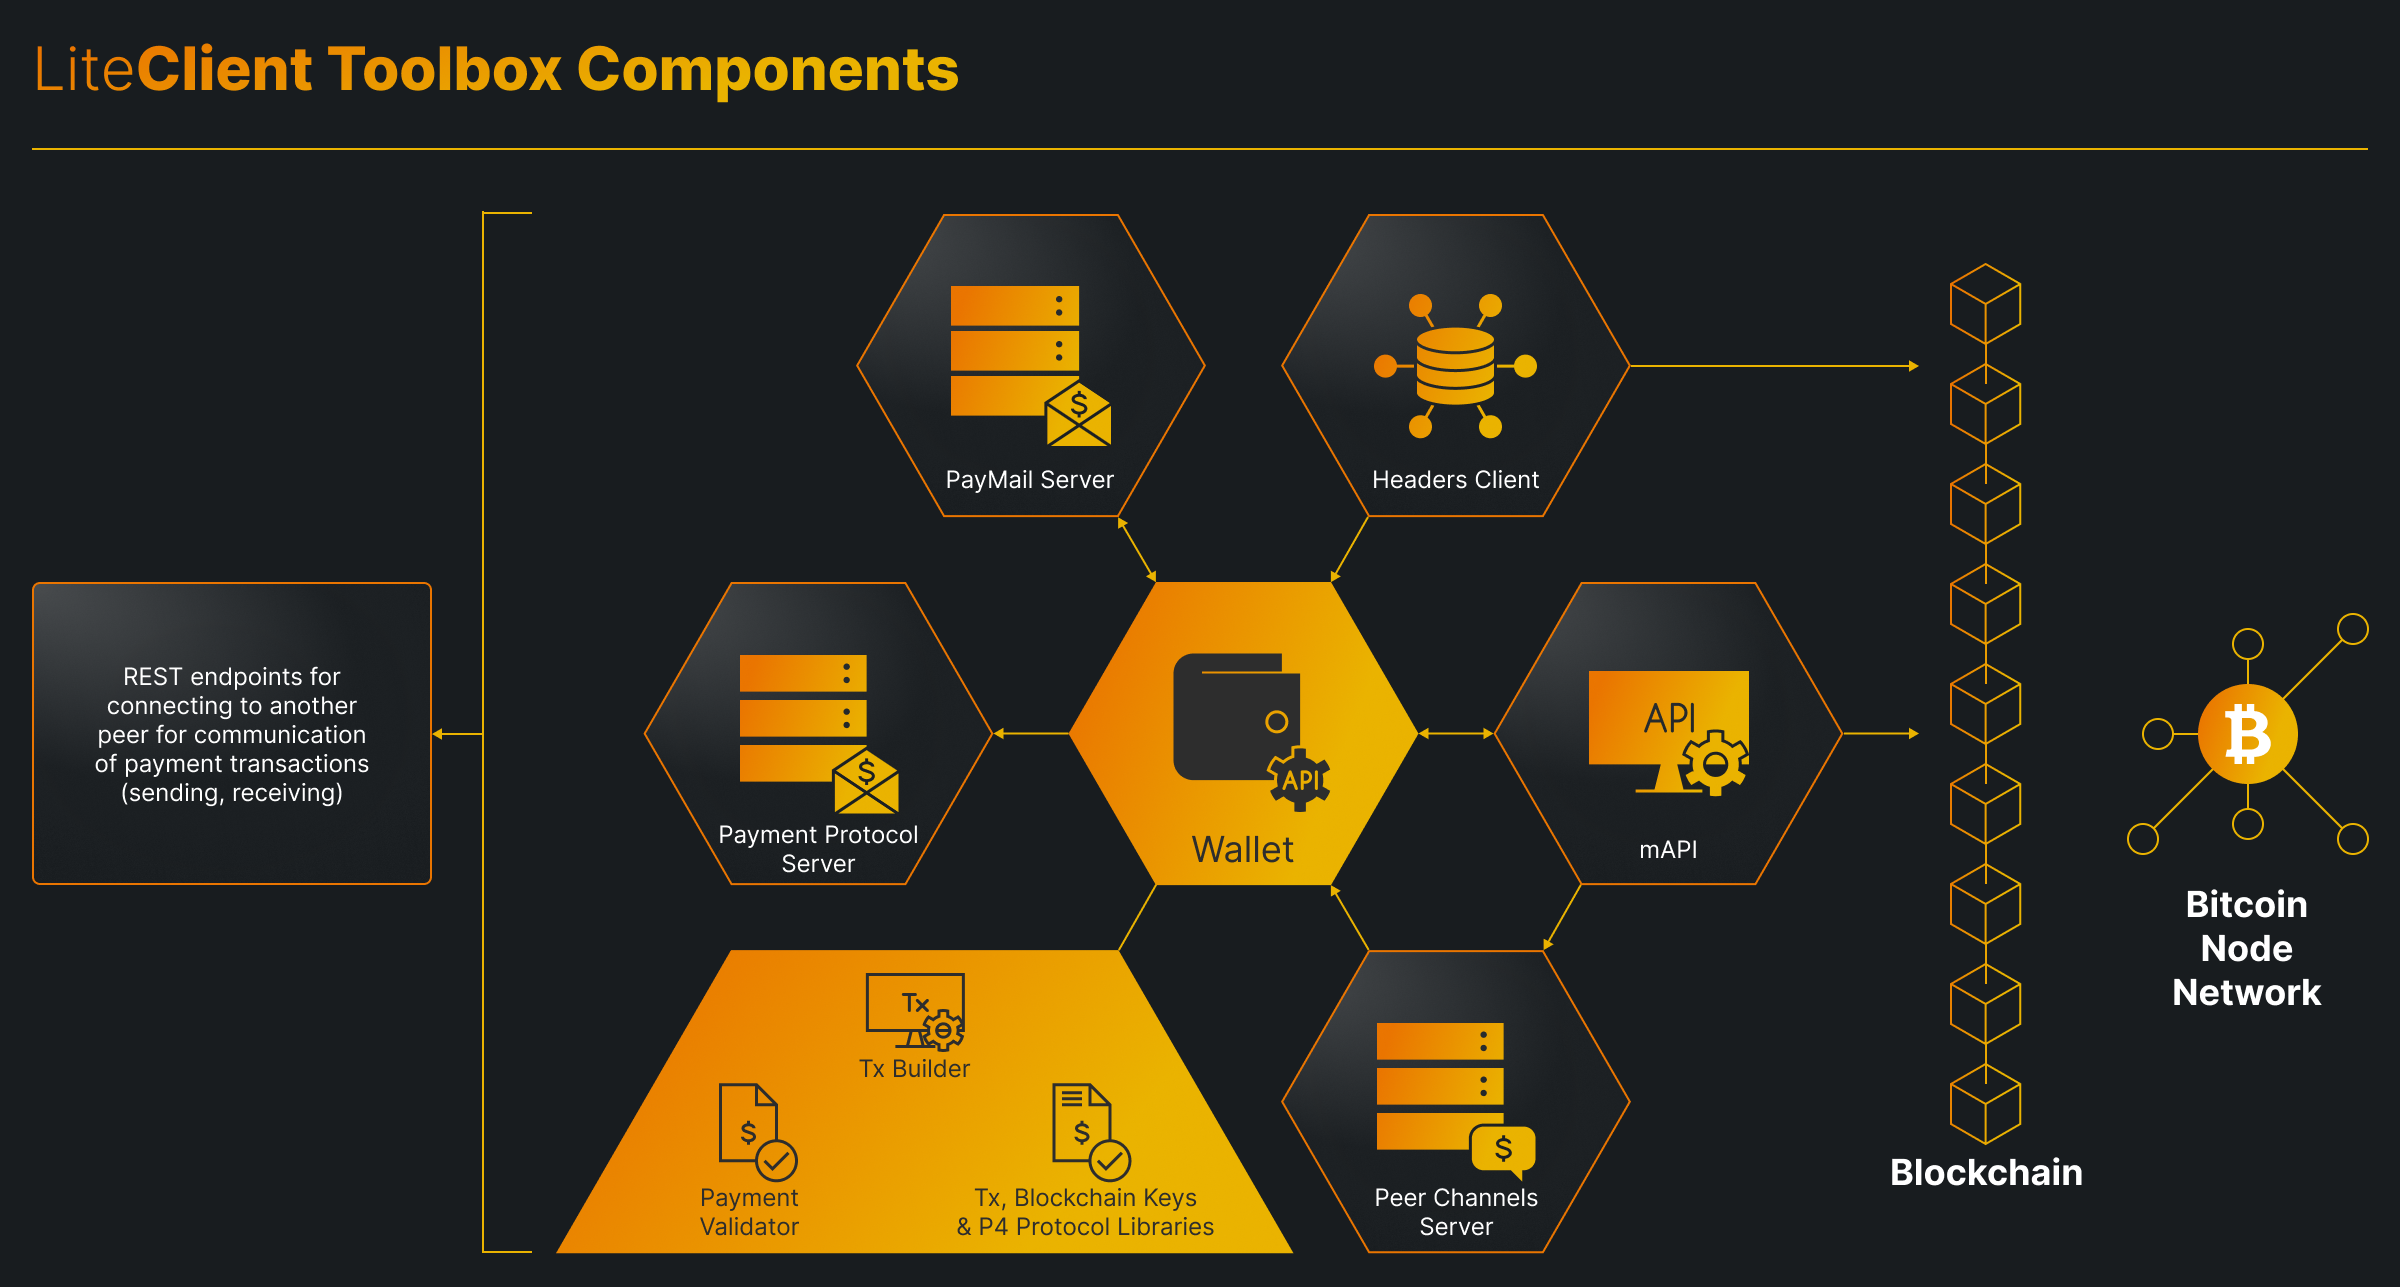 LiteClient Toolbox Components
PayMail Server
Headers Client
REST endpoints for
connecting to another
peer for communication
of payment transactions
(sending, receiving)
$
$
Payment Protocol
Server
API
Wallet
API
mAPI
Bitcoin
Node
Network
Tx
Tx Builder
$
Payment
Validator
$
Tx, Blockchain Keys
& P4 Protocol Libraries
$
Peer Channels
Server
Blockchain